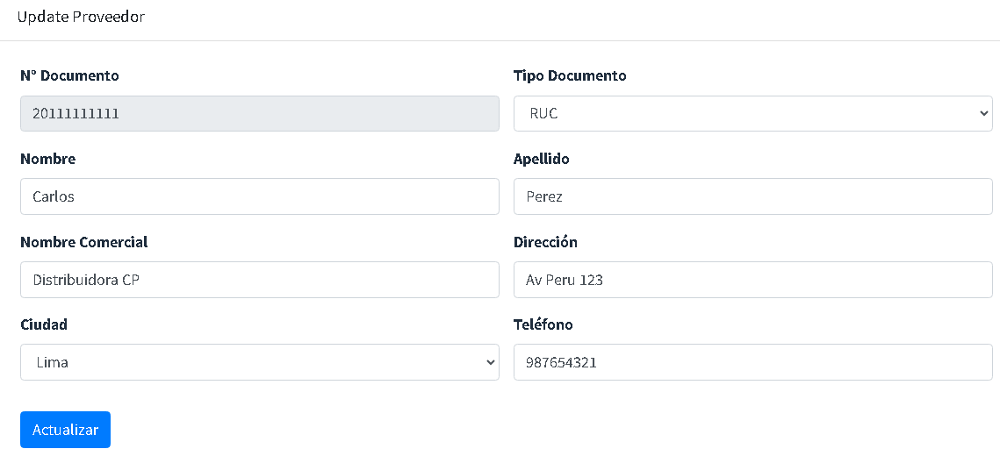 Update Proveedor
N° Documento Tipo Documento
20111111111 RUC
Nombre Apellido
Carlos Perez
Nombre Comercial Dirección
Distribuidora CP Av Peru 123
Ciudad Teléfono
Lima 987654321
Actualizar